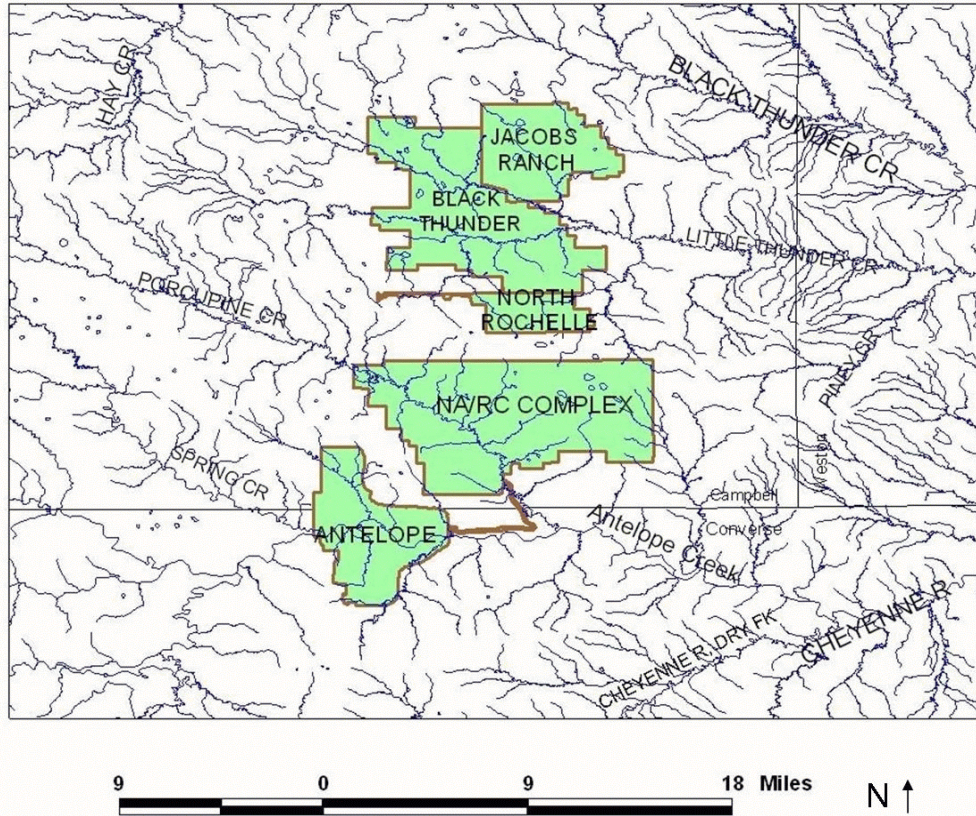 HAY CR
BLACK THUNDER CR
JACOBS
RANCH
BLACK
THUNDER
LITTLE THUNDER CR
PORCUPINE CR
NORTH
ROCHELLE
PINEY CR
NA/RC COMPLEX
SPRING CR
Weston
Campbell
Converse
Antelope Creek
ANTELOPE
CHEYENNE R, DRY FK
CHEYENNE R
9 0 9 18 Miles
N